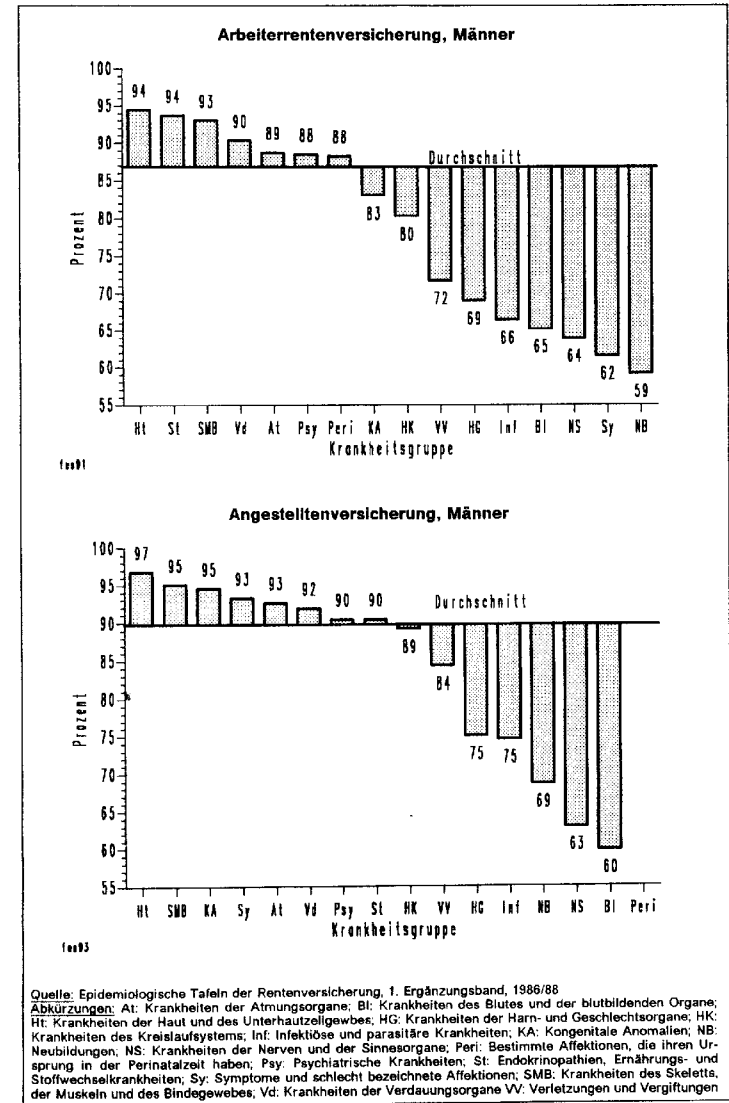 Arbeiterrentenversicherung, Männer
100
94 94 93
95
90 89 88 88
90
Durchschnitt
85
83
80
80
Prozent
72
70
69
66
65
65
64
62
60
59
55
Ht St SMB Vd At Psy Peri KA HK VV HG Inf Bl NS Sy NB
Krankheitsgruppe
Angestelltenversicherung, Männer
100
97
95 95 93 93 92
95
90 90
Durchschnitt
90
89
85
84
80
Prozent
75
75 75
70
69
65
63
60
60
55
Ht SMB KA Sy At Vd Psy St HK VV HG Inf NB NS Bl Peri
Krankheitsgruppe
Quelle: Epidemiologische Tafeln der Rentenversicherung, 1. Ergänzungsband, 1986/88
Abkürzungen: At: Krankheiten der Atmungsorgane; Bl: Krankheiten des Blutes und der blutbildenden Organe;
Ht: Krankheiten der Haut und des Unterhautzellgewbes; HG: Krankheiten der Harn- und Geschlechtsorgane; HK:
Krankheiten des Kreislaufsystems; Inf: Infektiöse und parasitäre Krankheiten; KA: Kongenitale Anomalien; NB:
Neubildungen; NS: Krankheiten der Nerven und der Sinnesorgane; Peri: Bestimmte Affektionen, die ihren Ur-
sprung in der Perinatalzeit haben; Psy: Psychiatrische Krankheiten; St: Endokrinopathien, Ernährungs- und
Stoffwechselkrankheiten; Sy: Symptome und schlecht bezeichnete Affektionen; SMB: Krankheiten des Skeletts,
der Muskeln und des Bindegewebes; Vd: Krankheiten der Verdauungsorgane VV: Verletzungen und Vergiftungen